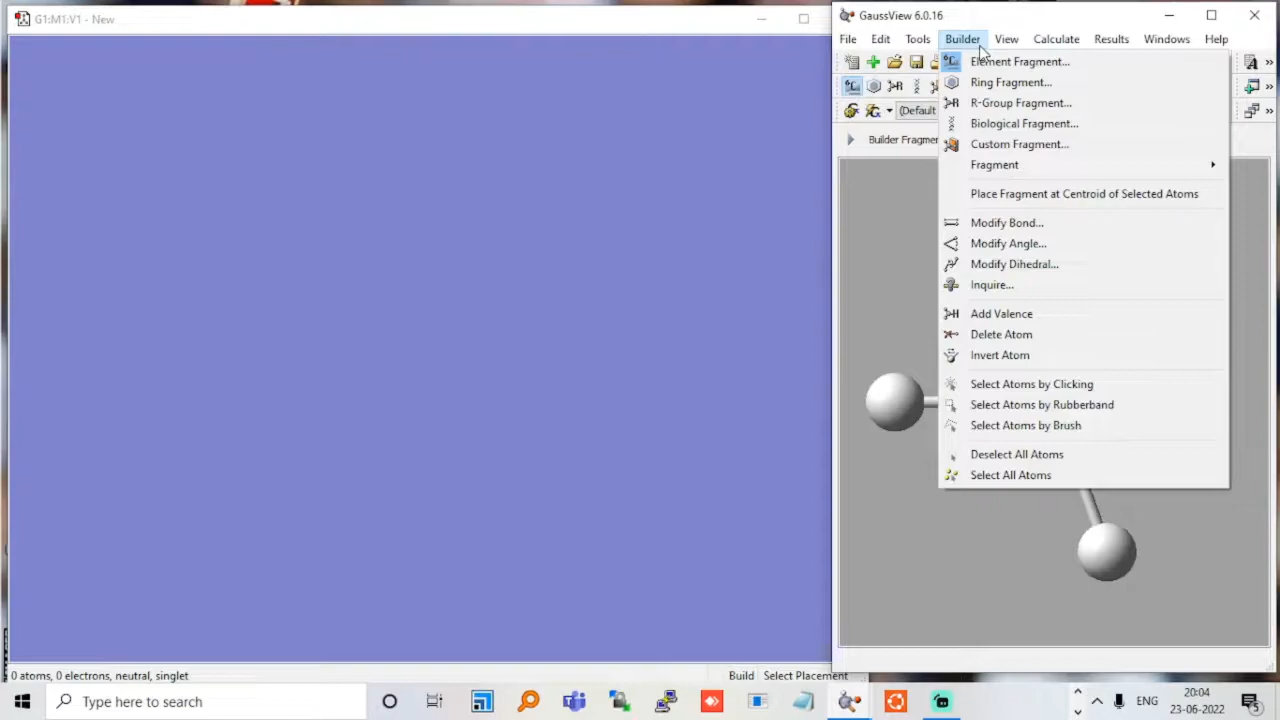 G1:M1:V1 - New
GaussView 6.0.16
File Edit Tools Builder View Calculate Results Windows Help
Element Fragment...
Ring Fragment...
R-Group Fragment...
(Default
Biological Fragment...
Builder Fragmen
Custom Fragment...
Fragment
Place Fragment at Centroid of Selected Atoms
Modify Bond...
Modify Angle...
Modify Dihedral...
Inquire...
Add Valence
Delete Atom
Invert Atom
Select Atoms by Clicking
Select Atoms by Rubberband
Select Atoms by Brush
Deselect All Atoms
Select All Atoms
0 atoms, 0 electrons, neutral, singlet
Build Select Placement
Type here to search
ENG
20:04
23-06-2022
5